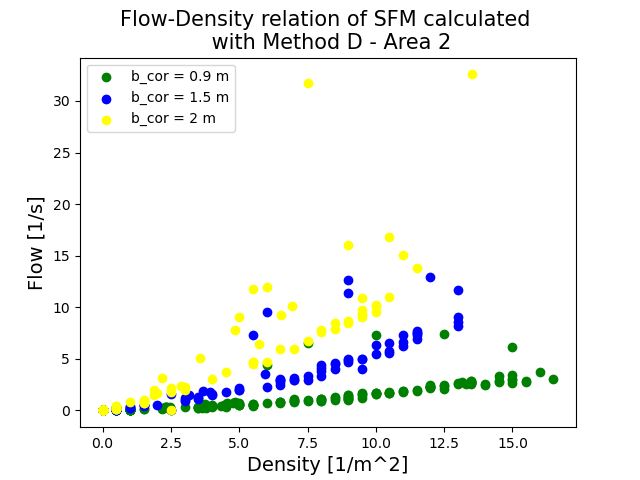 Flow-Density relation of SFM calculated
with Method D - Area 2
b_cor = 0.9 m
b_cor = 1.5 m
b_cor = 2 m
Flow [1/s]
30
25
20
15
10
5
0
0.0 2.5 5.0 7.5 10.0 12.5 15.0
Density [1/m^2]